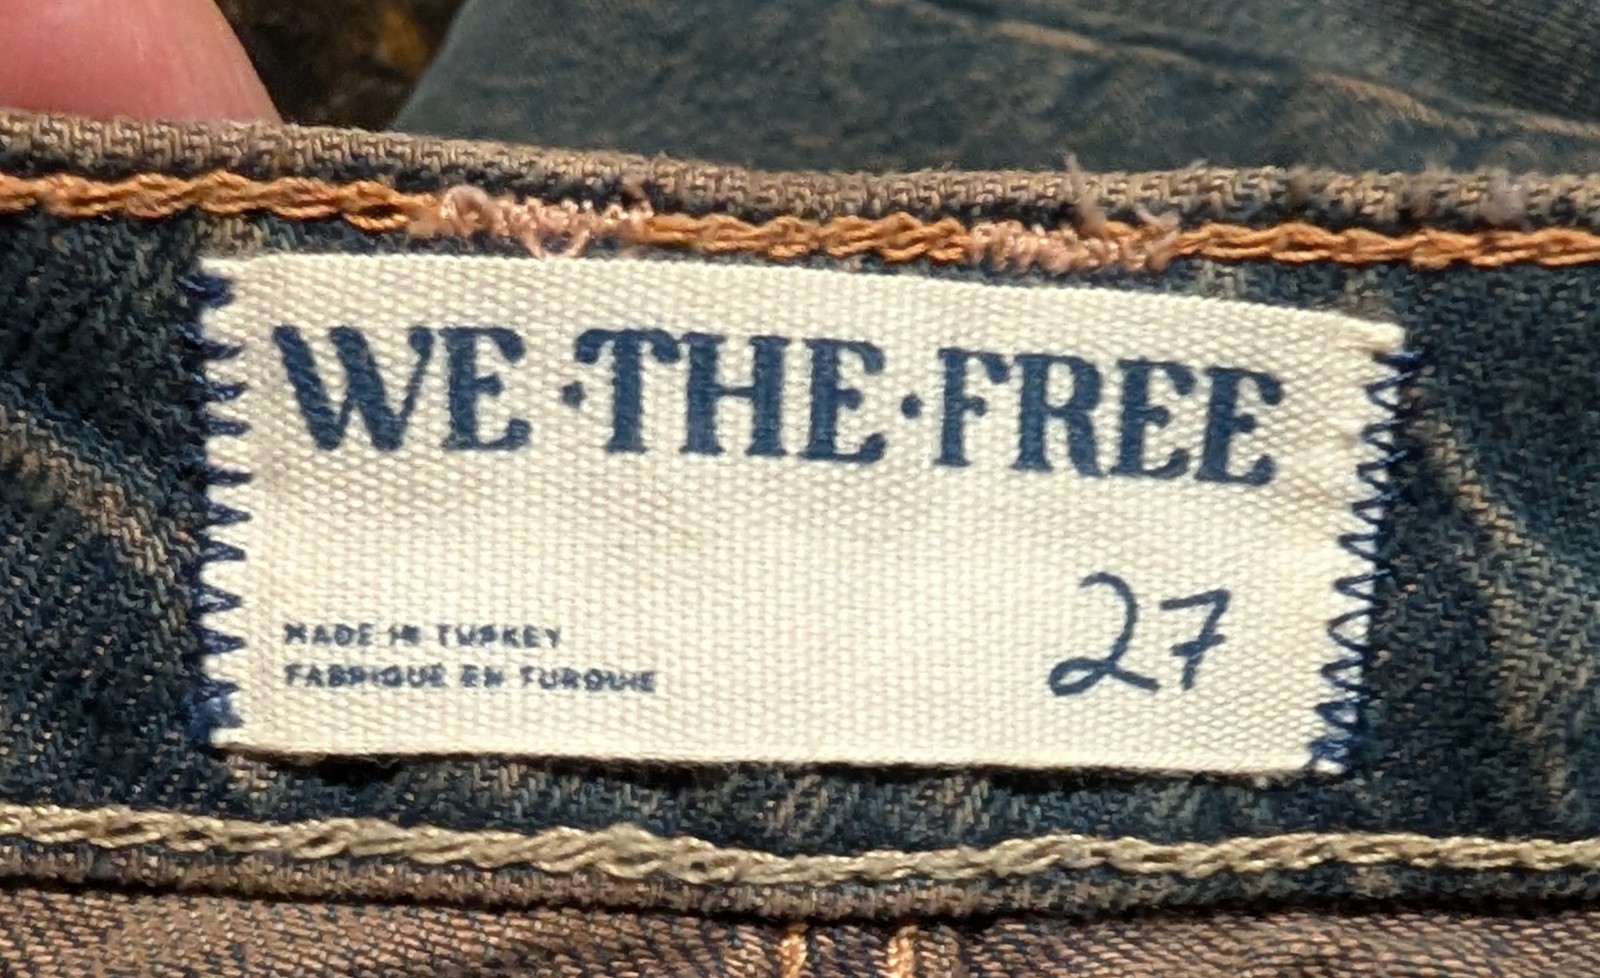 WE·THE·FREE
27
MADE IN TURKEY
FABRIQUÉ EN TURQUIE